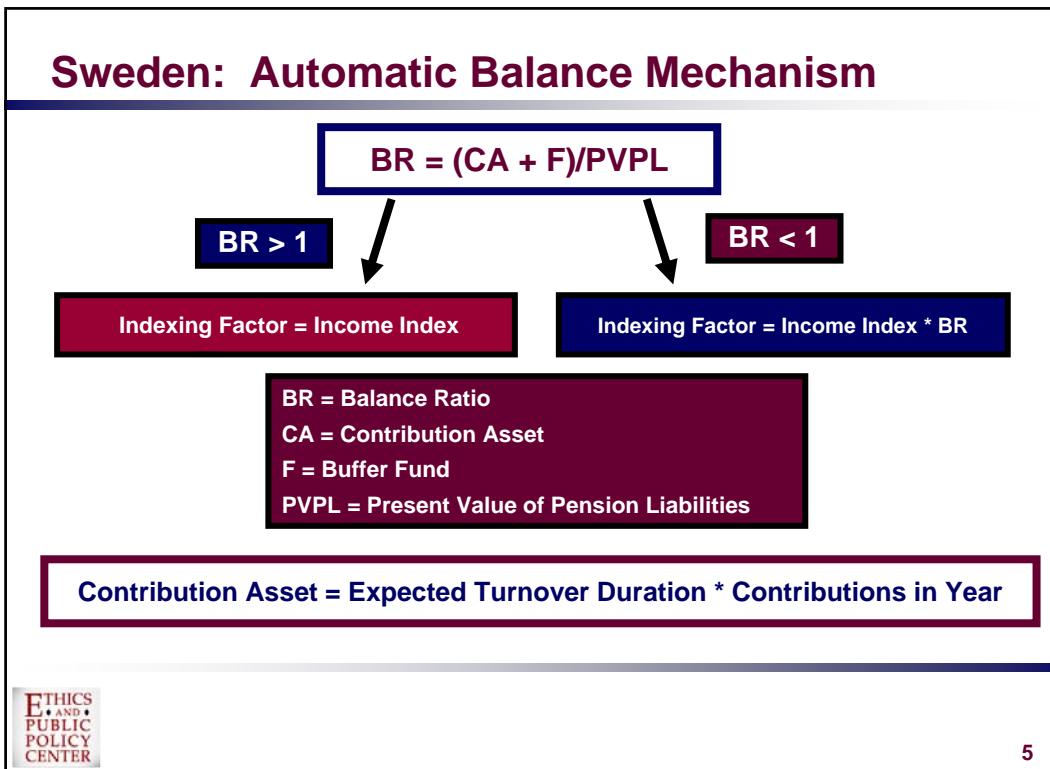 Sweden:  Automatic Balance Mechanism
BR = (CA + F)/PVPL
BR > 1
BR < 1
Indexing Factor = Income Index
Indexing Factor = Income Index * BR
BR = Balance Ratio
CA = Contribution Asset
F = Buffer Fund
PVPL = Present Value of Pension Liabilities
Contribution Asset = Expected Turnover Duration * Contributions in Year
ETHICS
• AND •
PUBLIC
POLICY
CENTER
5